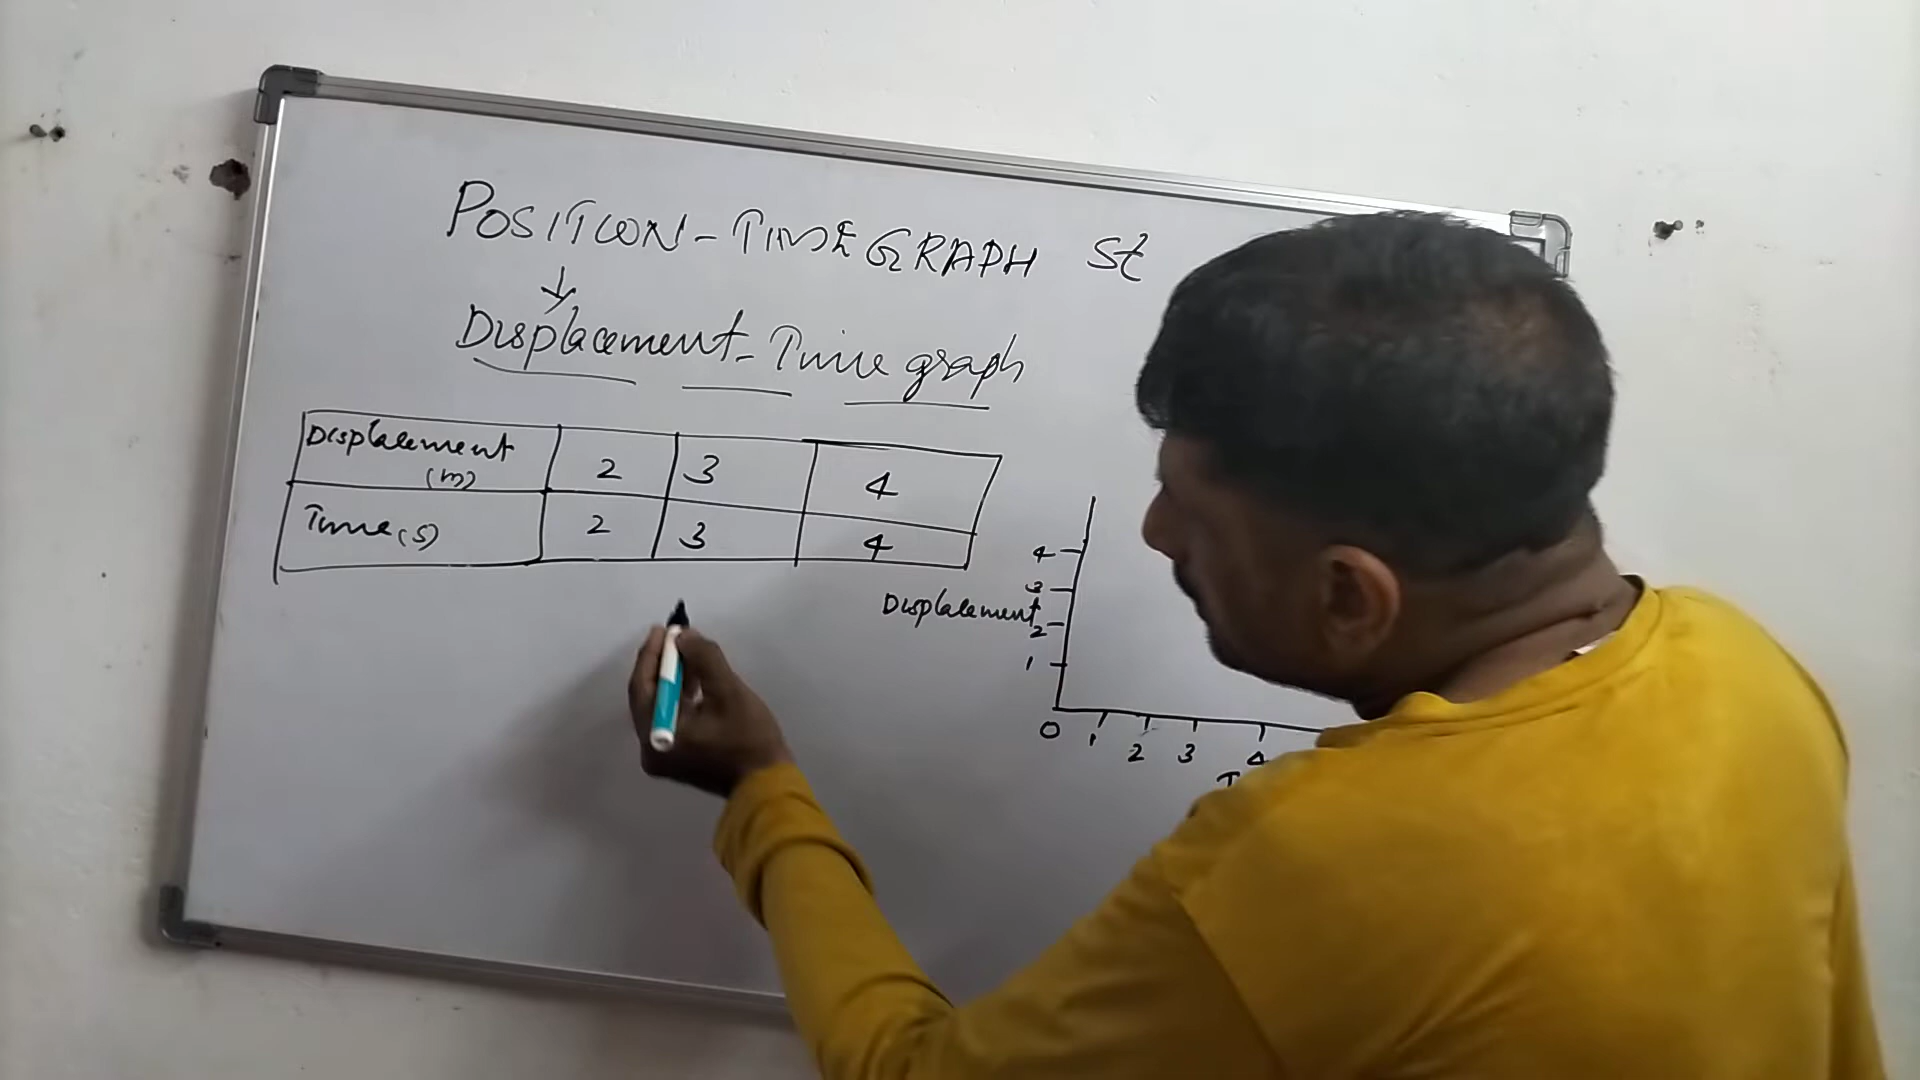 POSITION - TIME GRAPH St
Displacement - Time graph
Displacement 2 3 4
(m)
Time (s) 2 3 4
4
3
Displacement
2
1
0 1 2 3 4
T